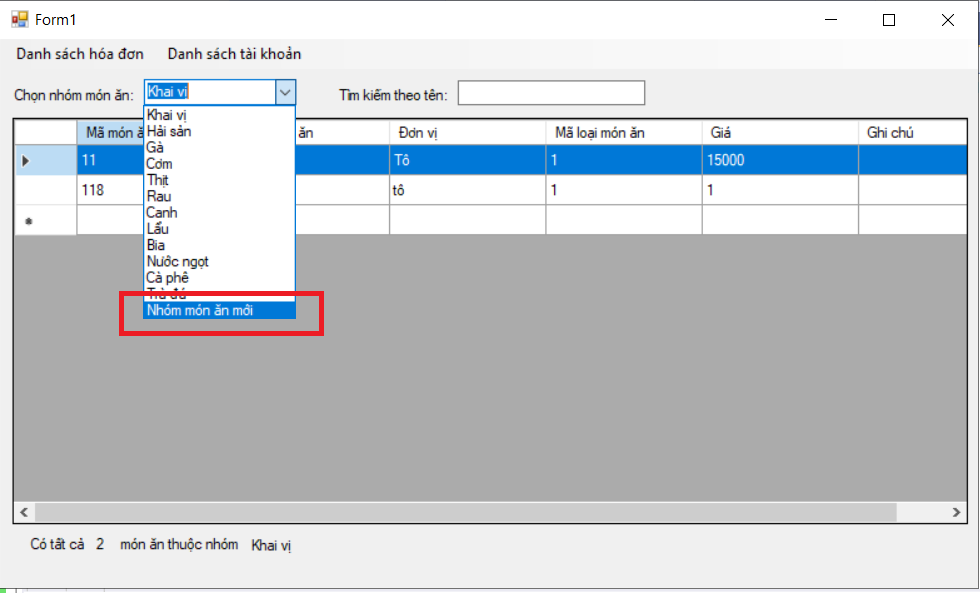 Form1
Danh sách hóa đơn Danh sách tài khoản
Chọn nhóm món ăn: Khai vị Tìm kiếm theo tên:
Mã món ă ăn Đơn vị Mã loại món ăn Giá Ghi chú
11 Tô 1 15000
118 tô 1 1
Khai vị
Hải sản
Gà
Cơm
Thịt
Rau
Canh
Lẩu
Bia
Nước ngọt
Cà phê
Trà đá
Nhóm món ăn mới
Có tất cả 2 món ăn thuộc nhóm Khai vị